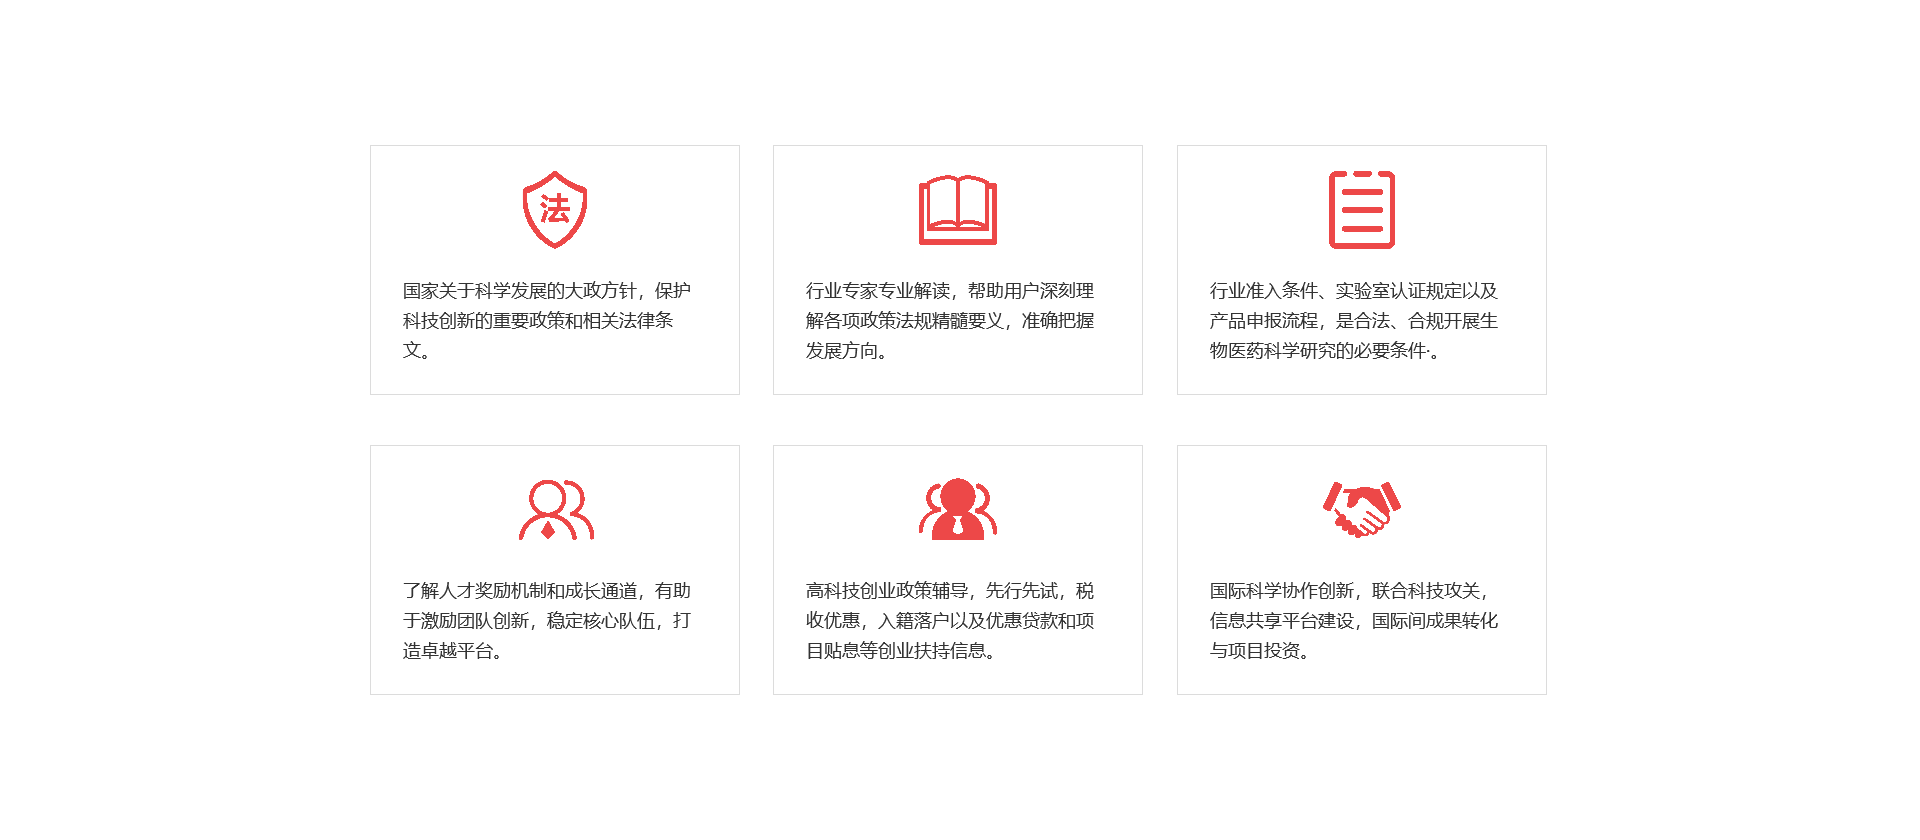 法
国家关于科学发展的大政方针，保护
科技创新的重要政策和相关法律条
文。
行业专家专业解读，帮助用户深刻理
解各项政策法规精髓要义，准确把握
发展方向。
行业准入条件、实验室认证规定以及
产品申报流程，是合法、合规开展生
物医药科学研究的必要条件·。
了解人才奖励机制和成长通道，有助
于激励团队创新，稳定核心队伍，打
造卓越平台。
高科技创业政策辅导，先行先试，税
收优惠，入籍落户以及优惠贷款和项
目贴息等创业扶持信息。
国际科学协作创新，联合科技攻关，
信息共享平台建设，国际间成果转化
与项目投资。